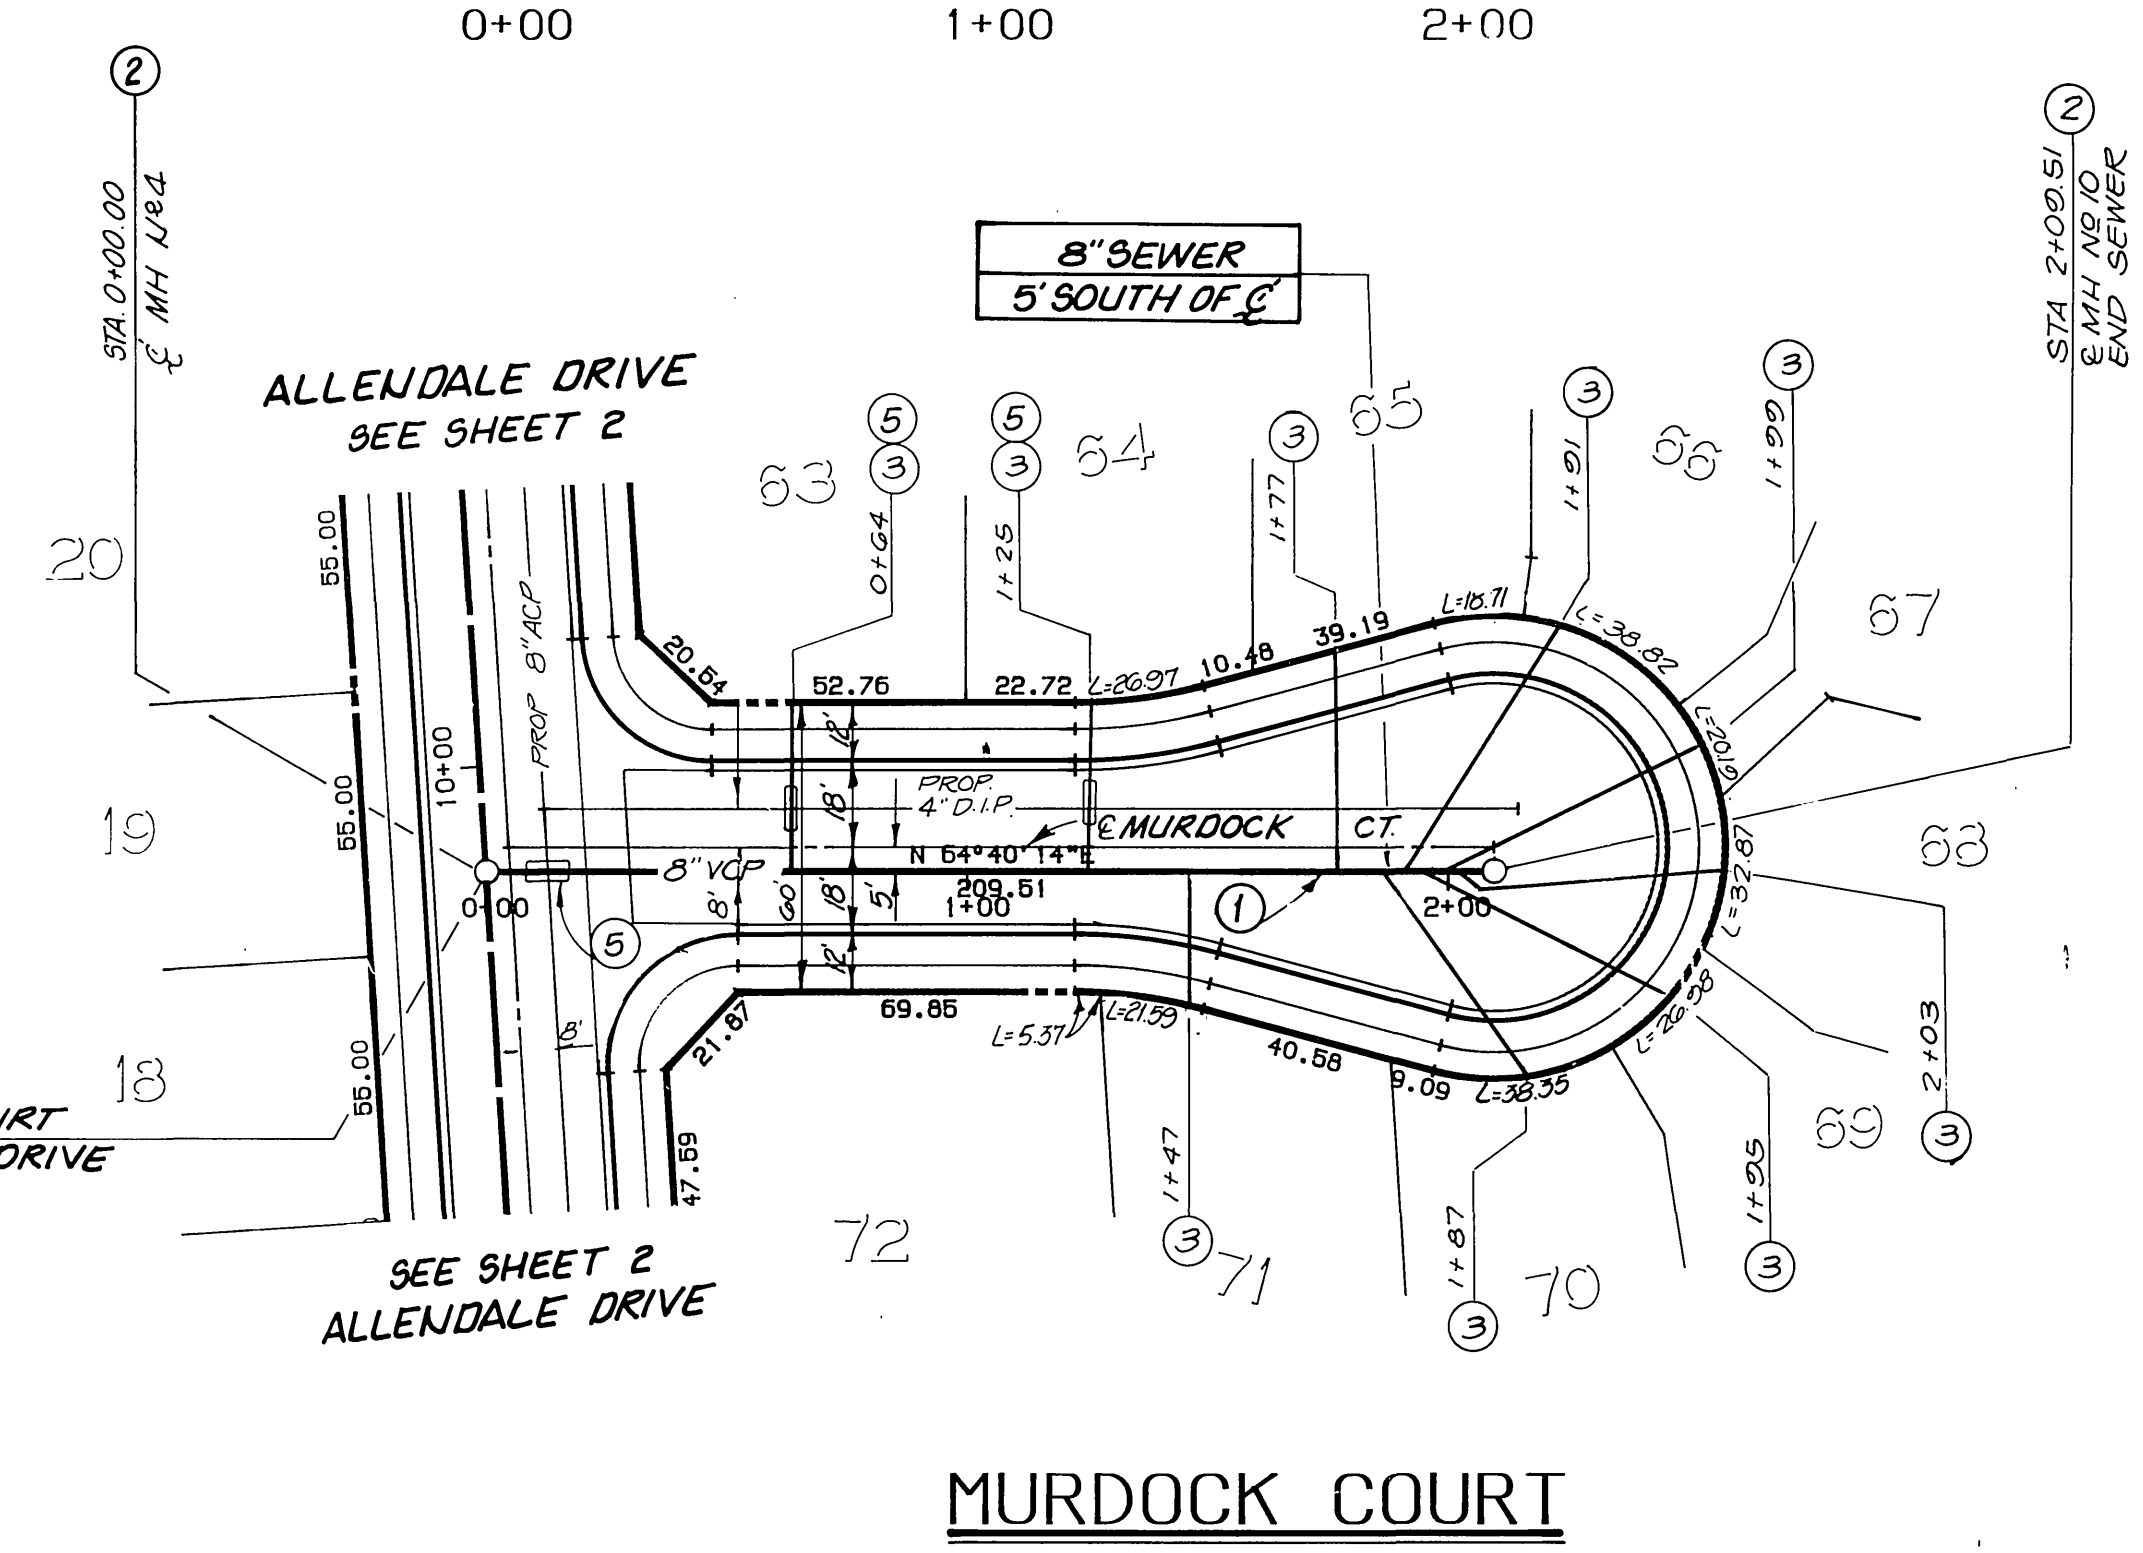 0+00
1+00
2+00
2
STA. 0+00.00
℄ MH №4
2
STA 2+09.51
℄ MH №10
END SEWER
8" SEWER
5' SOUTH OF ℄
ALLENDALE DRIVE
SEE SHEET 2
5
3
0+64
5
3
1+25
3
1+77
3
1+91
3
1+99
63
64
65
66
67
68
69
70
71
72
20
19
18
55.00
55.00
55.00
10+00
PROP 8" ACP
20.54
52.76
22.72
L=26.97
10.48
39.19
L=18.71
L=38.82
L=20.19
L=32.87
L=26.98
L=38.35
9.09
40.58
L=21.59
L=5.37
69.85
21.87
47.59
12'
18'
18'
12'
60'
8'
5'
8'
PROP.
4" D.I.P.
℄ MURDOCK CT.
N 64°40'14"E
8" VCP
209.51
0+00
1+00
2+00
1
5
1+47
3
1+87
3
1+95
3
2+03
3
URT
DRIVE
SEE SHEET 2
ALLENDALE DRIVE
MURDOCK COURT